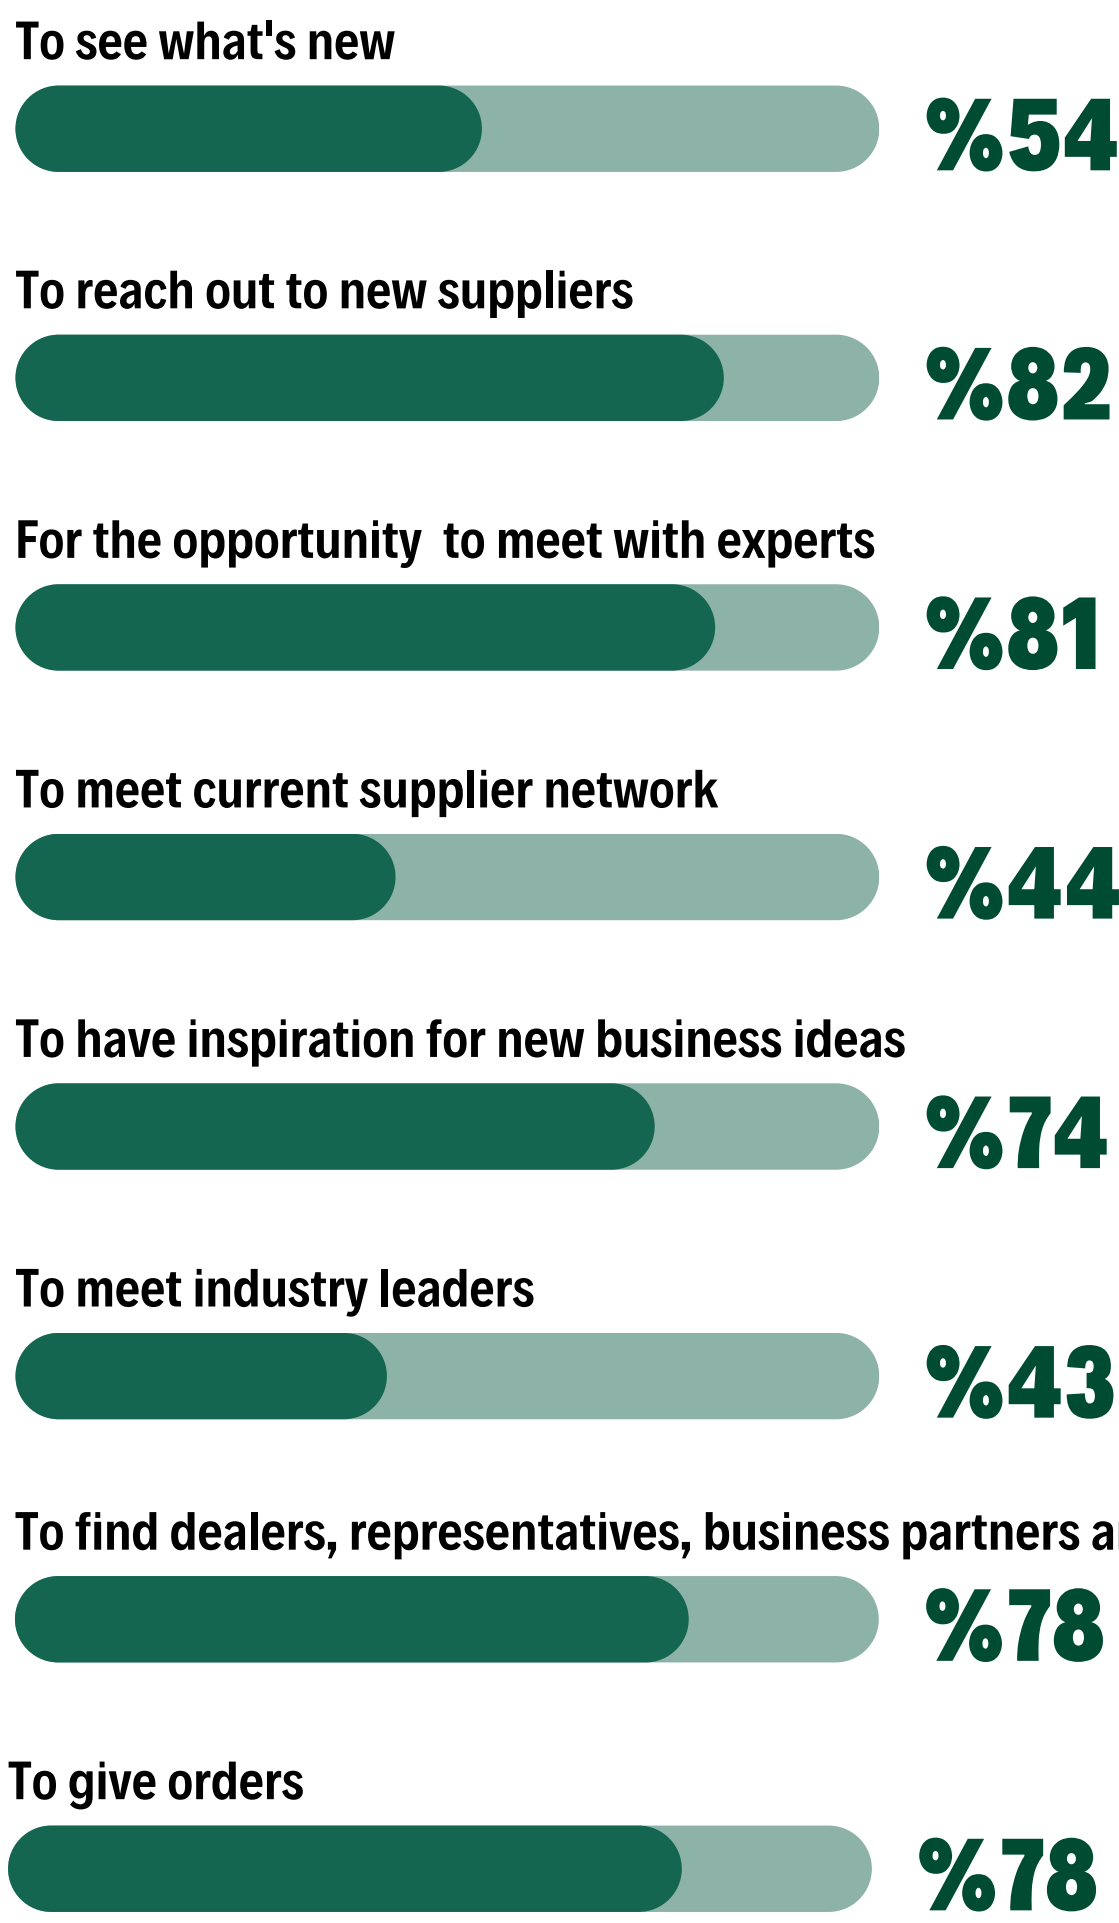 To see what's new
%54
To reach out to new suppliers
%82
For the opportunity  to meet with experts
%81
To meet current supplier network
%44
To have inspiration for new business ideas
%74
To meet industry leaders
%43
To find dealers, representatives, business partners
%78
To give orders
%78